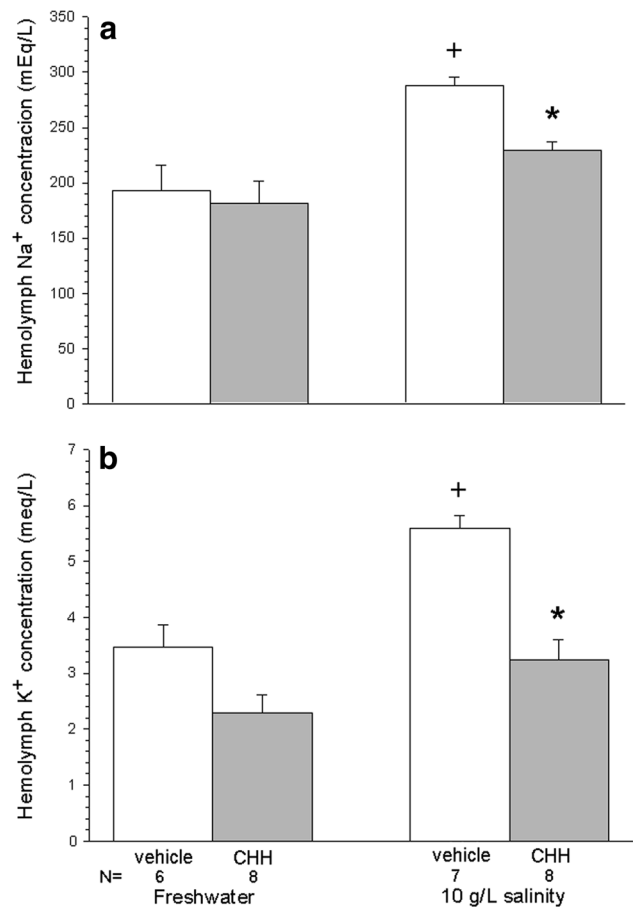 a
Hemolymph Na+ concentracion (mEq/L)
350
300
250
200
150
100
50
0
+
*
b
Hemolymph K+ concentration (meq/L)
7
6
5
4
3
2
1
0
+
*
vehicle CHH vehicle CHH
N= 6 8 7 8
Freshwater 10 g/L salinity